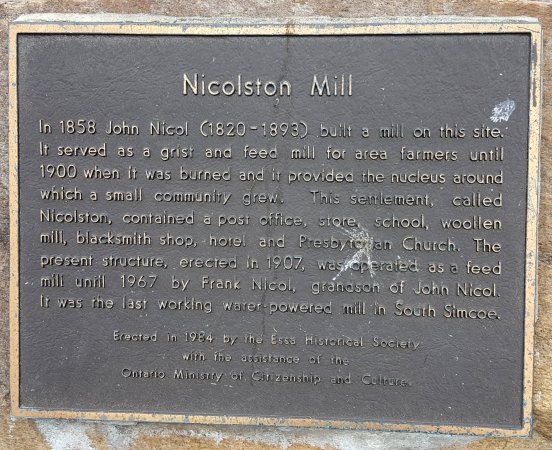 Nicolston Mill
In 1858 John Nicol (1820-1893) built a mill on this site.
It served as a grist and feed mill for area farmers until
1900 when it was burned and it provided the nucleus around
which a small community grew. This settlement, called
Nicolston, contained a post office, store, school, woollen
mill, blacksmith shop, hotel and Presbyterian Church. The
present structure, erected in 1907, was operated as a feed
mill until 1967 by Frank Nicol, grandson of John Nicol.
It was the last working water-powered mill in South Simcoe.
Erected in 1984 by the Essa Historical Society
with the assistance of the
Ontario Ministry of Citizenship and Culture.